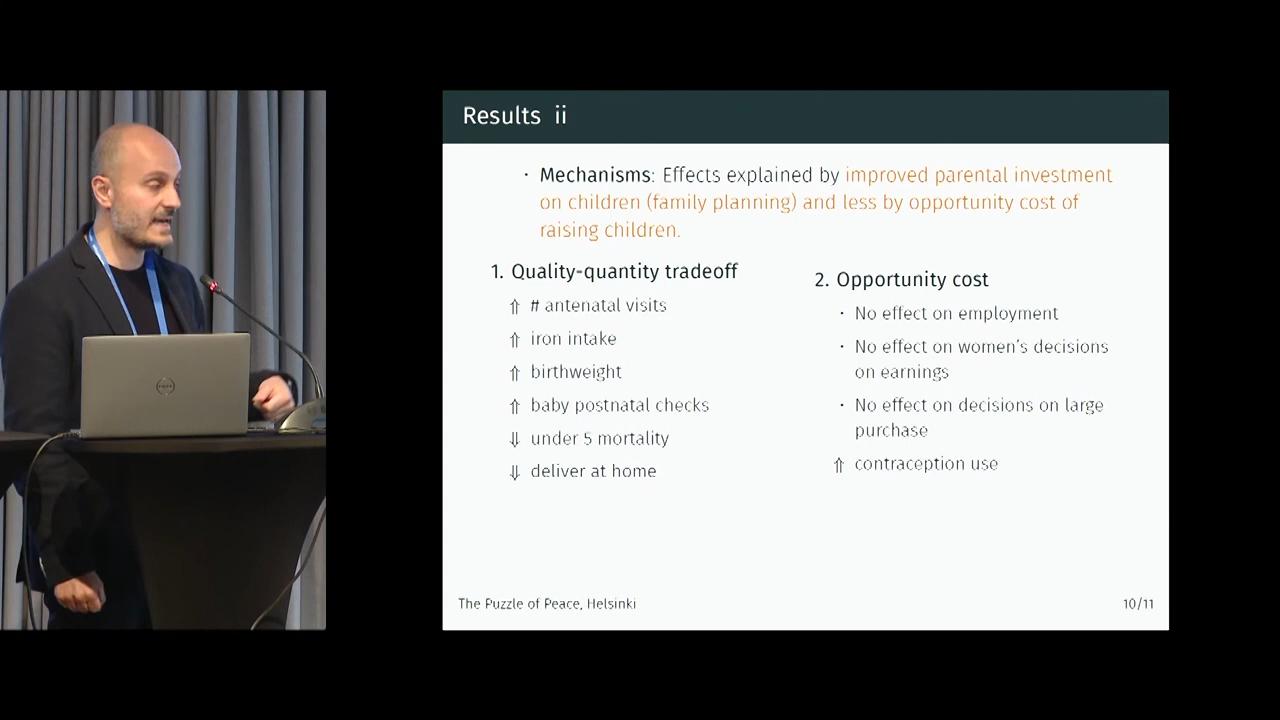 Results ii
· Mechanisms: Effects explained by improved parental investment
on children (family planning) and less by opportunity cost of
raising children.
1. Quality-quantity tradeoff
⇑ # antenatal visits
⇑ iron intake
⇑ birthweight
⇑ baby postnatal checks
⇓ under 5 mortality
⇓ deliver at home
2. Opportunity cost
· No effect on employment
· No effect on women's decisions
on earnings
· No effect on decisions on large
purchase
⇑ contraception use
The Puzzle of Peace, Helsinki
10/11
DELL